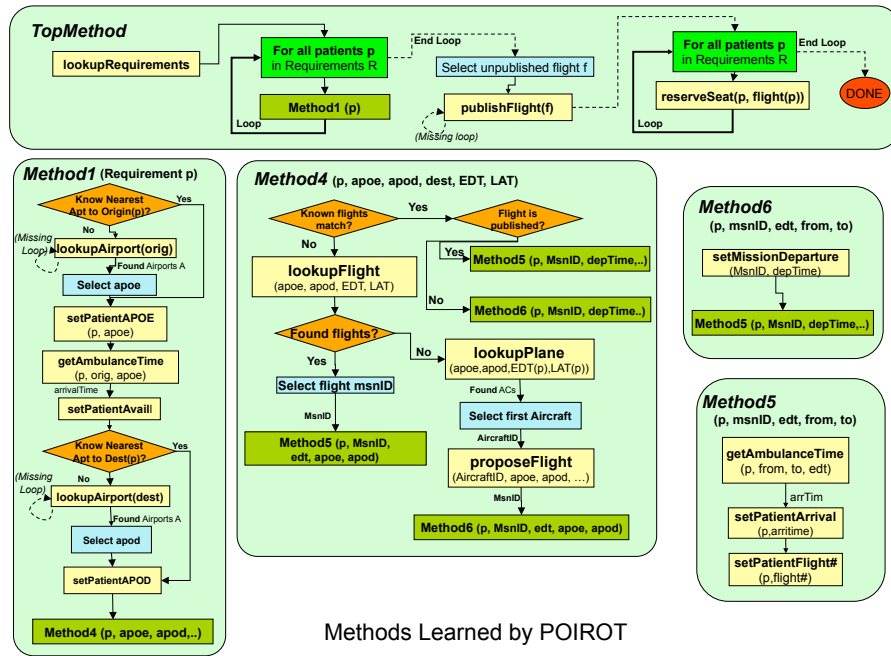 TopMethod
lookupRequirements
For all patients p
in Requirements R
End Loop
Method1 (p)
Loop
Select unpublished flight f
publishFlight(f)
(Missing loop)
For all patients p
in Requirements R
End Loop
reserveSeat(p, flight(p))
Loop
DONE
Method1 (Requirement p)
Know Nearest
Apt to Origin(p)?
Yes
No
(Missing
Loop)
lookupAirport(orig)
Found Airports A
Select apoe
setPatientAPOE
(p, apoe)
getAmbulanceTime
(p, orig, apoe)
arrivalTime
setPatientAvail
Know Nearest
Apt to Dest(p)?
Yes
No
(Missing
Loop)
lookupAirport(dest)
Found Airports A
Select apod
setPatientAPOD
Method4 (p, apoe, apod,..)
Method4 (p, apoe, apod, dest, EDT, LAT)
Known flights
match?
Yes
Flight is
published?
No
Yes
Method5 (p, MsnID, depTime,..)
No
Method6 (p, MsnID, depTime..)
lookupFlight
(apoe, apod, EDT, LAT)
Found flights?
Yes
No
Select flight msnID
MsnID
Method5 (p, MsnID,
edt, apoe, apod)
lookupPlane
(apoe,apod,EDT(p),LAT(p))
Found ACs
Select first Aircraft
AircraftID
proposeFlight
(AircraftID, apoe, apod, …)
MsnID
Method6 (p, MsnID, edt, apoe, apod)
Method6
(p, msnID, edt, from, to)
setMissionDeparture
(MsnID, depTime)
Method5 (p, MsnID, depTime,..)
Method5
(p, msnID, edt, from, to)
getAmbulanceTime
(p, from, to, edt)
arrTim
setPatientArrival
(p,arritime)
setPatientFlight#
(p,flight#)
Methods Learned by POIROT